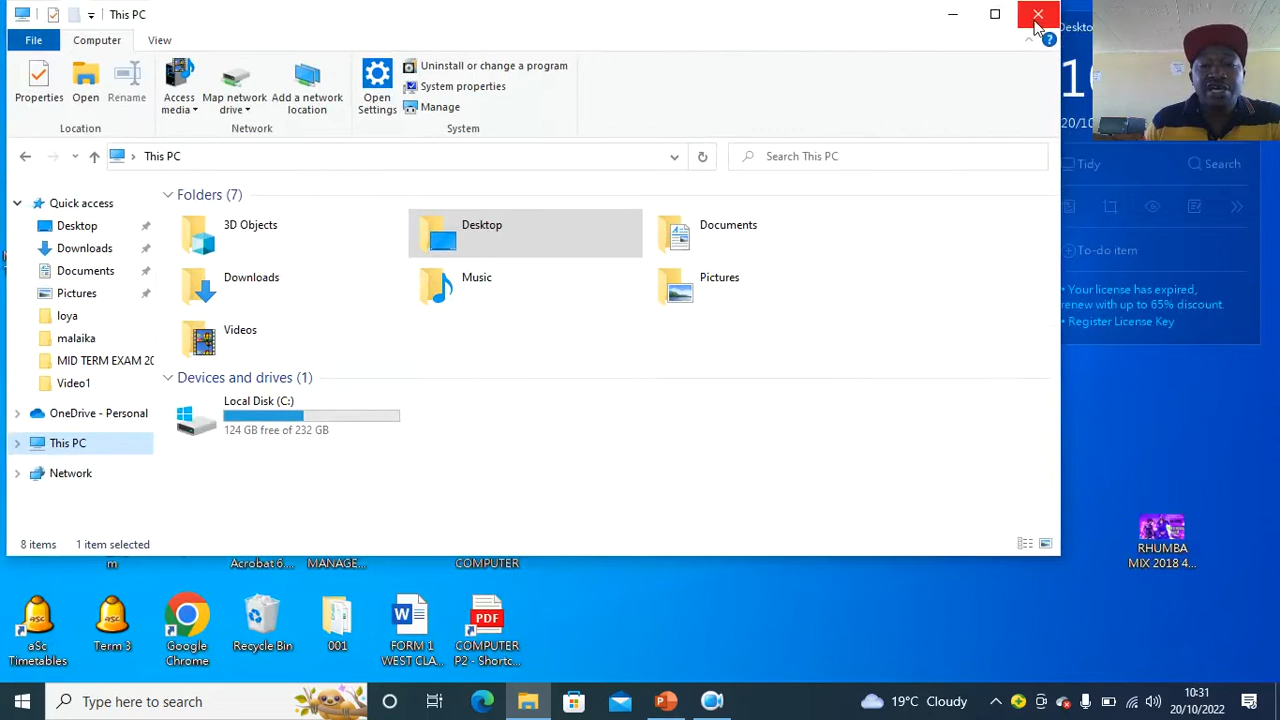 This PC
File
Computer
View
Properties
Open
Rename
Access media
Map network drive
Add a network location
Open Settings
Uninstall or change a program
System properties
Manage
Location
Network
System
This PC
Search This PC
Quick access
Desktop
Downloads
Documents
Pictures
loya
malaika
MID TERM EXAM 20
Video1
OneDrive - Personal
This PC
Network
Folders (7)
3D Objects
Desktop
Documents
Downloads
Music
Pictures
Videos
Devices and drives (1)
Local Disk (C:)
124 GB free of 232 GB
8 items
1 item selected
Deskto
10
20/10
Tidy
Search
To-do item
• Your license has expired,
renew with up to 65% discount.
• Register License Key
RHUMBA
MIX 2018 4...
m
Acrobat 6....
MANAGE...
COMPUTER
aSc
Timetables
Term 3
Google
Chrome
Recycle Bin
001
FORM 1
WEST CLA...
COMPUTER
P2 - Shortc...
Type here to search
19°C Cloudy
10:31
20/10/2022